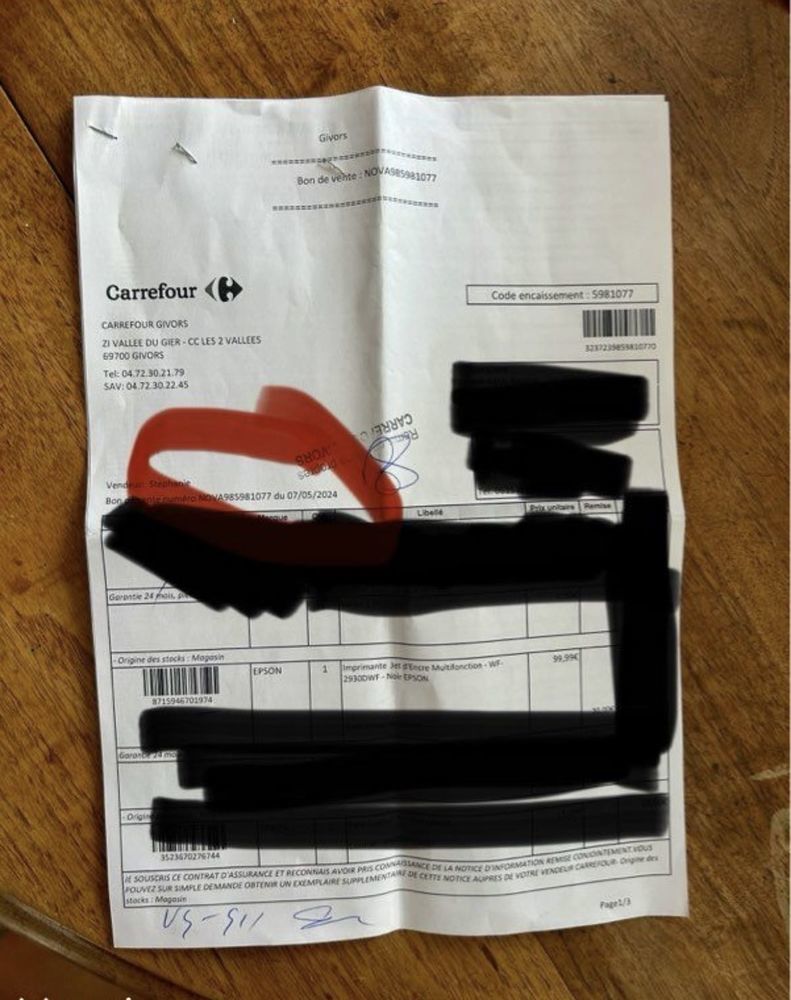 Givors
Bon de vente : NOVA985981077
Carrefour
Code encaissement : 5981077
3237239859810770
CARREFOUR GIVORS
ZI VALLEE DU GIER - CC LES 2 VALLEES
69700 GIVORS
Tel: 04.72.30.21.79
SAV: 04.72.30.22.45
Stephanie
Bon numéro NOVA985981077 du 07/05/2024
Libellé Prix unitaire Remise
Garantie 24 mois,
- Origine des stocks : Magasin
EPSON 1 Imprimante Jet d'Encre Multifonction - WF- 99,99€
2930DWF - Noir EPSON
8715946701974
Garantie 24
3523670276744
JE SOUSCRIS CE CONTRAT D'ASSURANCE ET RECONNAIS AVOIR PRIS CONNAISSANCE DE LA NOTICE D'INFORMATION REMISE CONJOINTEMENT.VOUS
POUVEZ SUR SIMPLE DEMANDE OBTENIR UN EXEMPLAIRE SUPPLEMENTAIRE DE CETTE NOTICE AUPRES DE VOTRE VENDEUR CARREFOUR- Origine des
stocks : Magasin
Page1/3